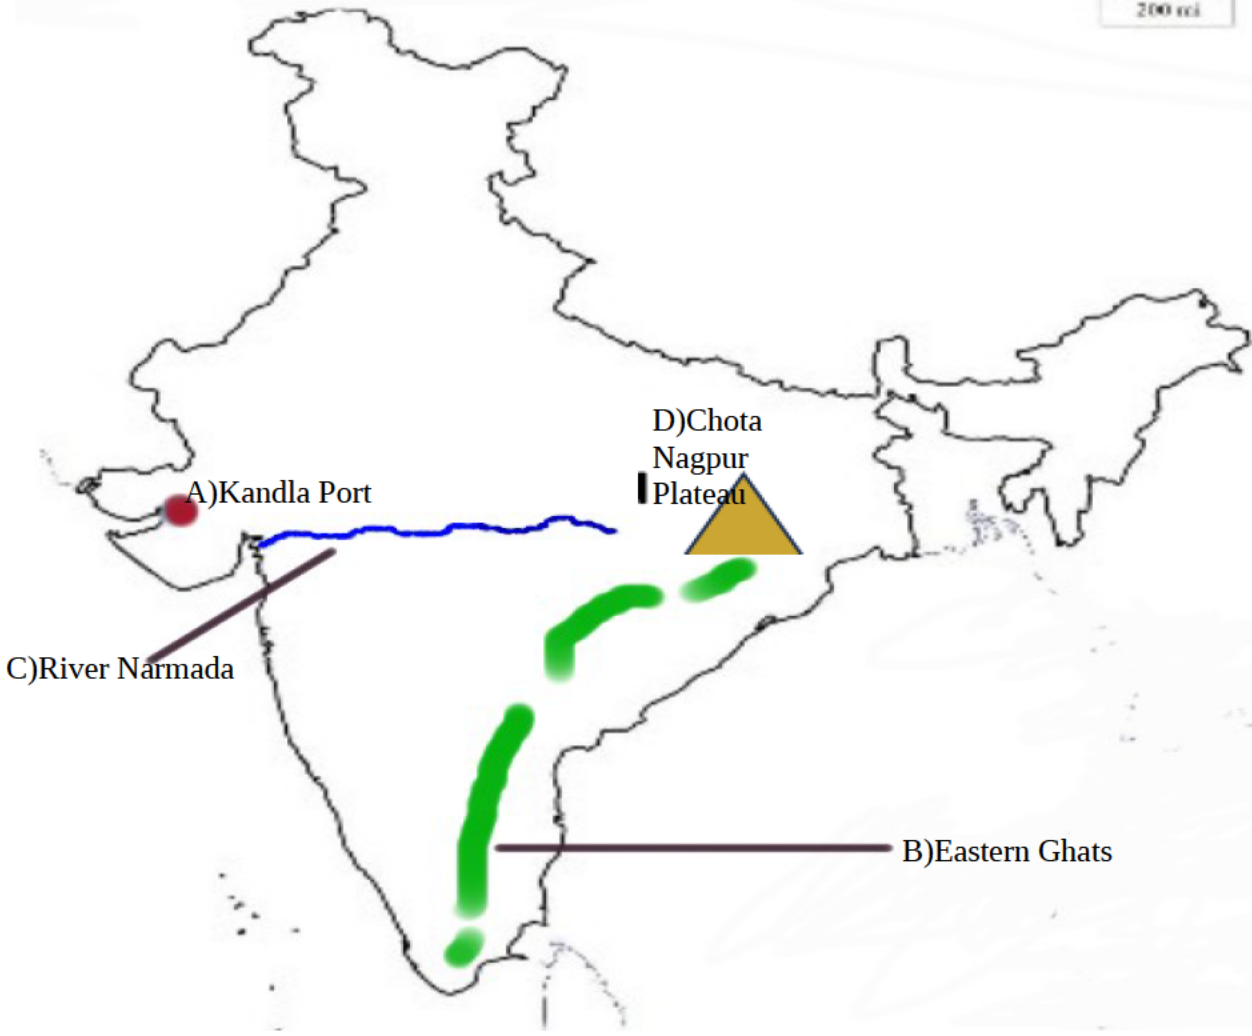 200 mi
D)Chota
Nagpur
Plateau
A)Kandla Port
C)River Narmada
B)Eastern Ghats